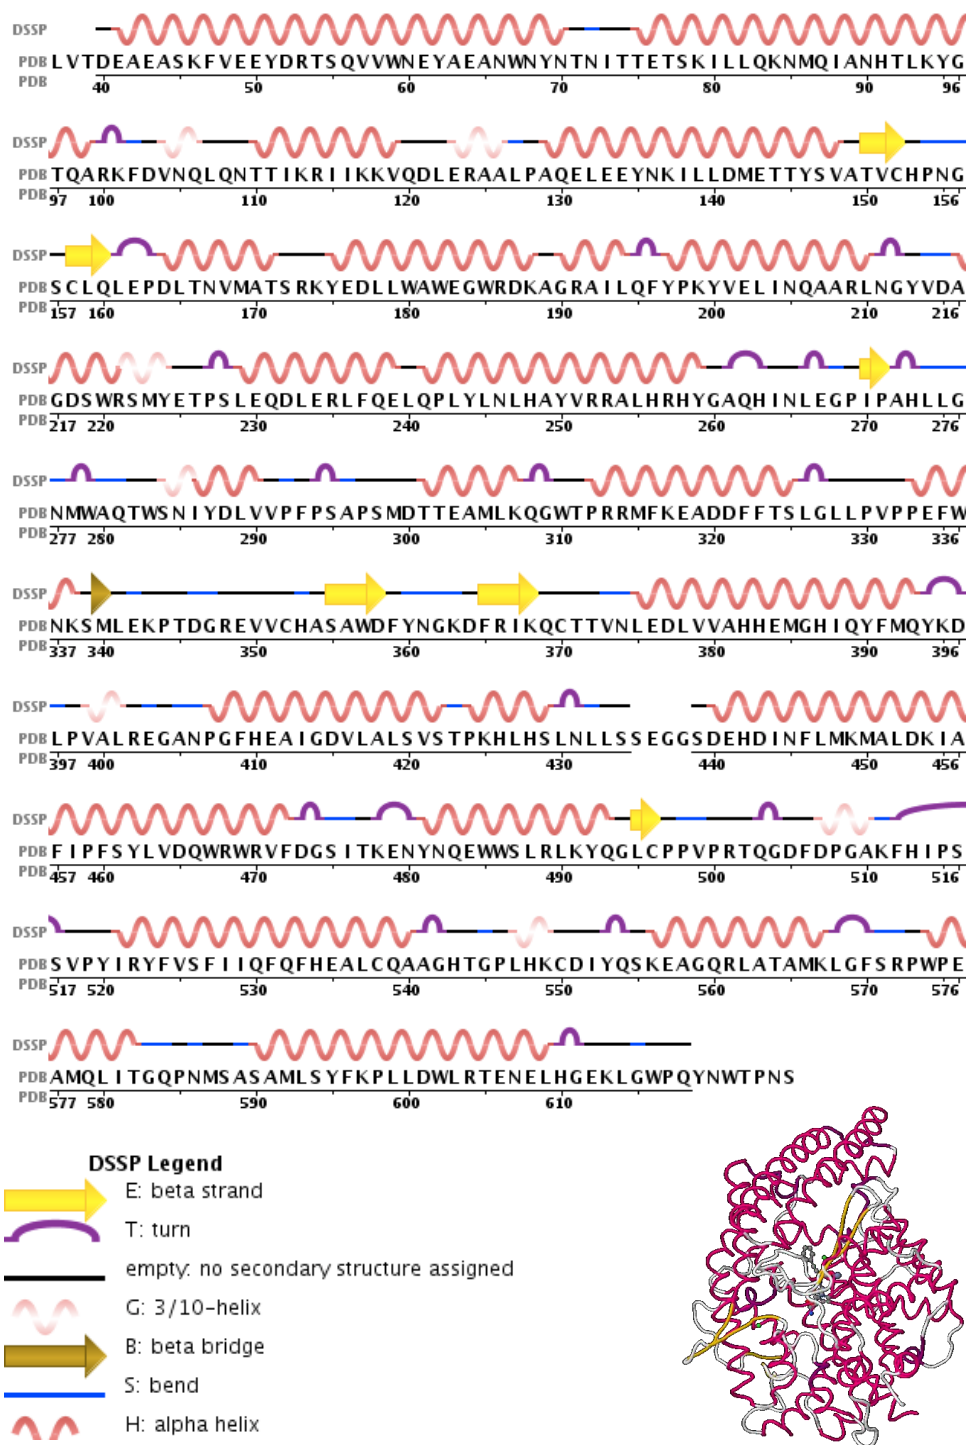 DSSP
PDB LVTDEAEASKFVEEYDRTSQVVWNEYAEANWNYNTNITTETSKILLQKNMQIANHTLKYG
PDB 40 50 60 70 80 90 96
DSSP
PDB TQARKFDVNQLQNTTIKRIIKKVQDLERAALPAQELEEYNKILLDMETTYSVATVCHPNG
PDB 97 100 110 120 130 140 150 156
DSSP
PDB SCLQLEPDLTNVMATSRKYEDLLWAWEGWRDKAGRAILQFYPKYVELINQAARLNGYVDA
PDB 157 160 170 180 190 200 210 216
DSSP
PDB GDSWRSMYETPSLEQDLERLFQELQPLYLNLHAYVRRALHRHYGAQHINLEGPIPAHLLG
PDB 217 220 230 240 250 260 270 276
DSSP
PDB NMWAQTWSNIYDLVVPFPSAPSMDTTEAMLKQGWTPRRMFKEADDFFTSLGLLPVPPEFW
PDB 277 280 290 300 310 320 330 336
DSSP
PDB NKSMLEKPTDGREVVCHASAWDFYNGKDFRIKQCTTVNLEDLVVAHHEMGHIQYFMQYKD
PDB 337 340 350 360 370 380 390 396
DSSP
PDB LPVALREGANPGFHEAIGDVLALSVSTPKHLHSLNLLSSEGGSDEHDINFLMKMALDKIA
PDB 397 400 410 420 430 440 450 456
DSSP
PDB FIPFSYLVDQWRWRVFDGSITKENYNQEWWSLRLKYQGLCPPVPRTQGDFDPGAKFHIPS
PDB 457 460 470 480 490 500 510 516
DSSP
PDB SVPYIRYFVSFIIQFQFHEALCQAAGHTGPLHKCDIYQSKEAGQRLATAMKLGFSRPWPE
PDB 517 520 530 540 550 560 570 576
DSSP
PDB AMQLITGQPNMSASAMLSYFKPLLDWLRTENELHGEKLGWPQYNWTPNS
PDB 577 580 590 600 610
DSSP Legend
E: beta strand
T: turn
empty: no secondary structure assigned
G: 3/10-helix
B: beta bridge
S: bend
H: alpha helix